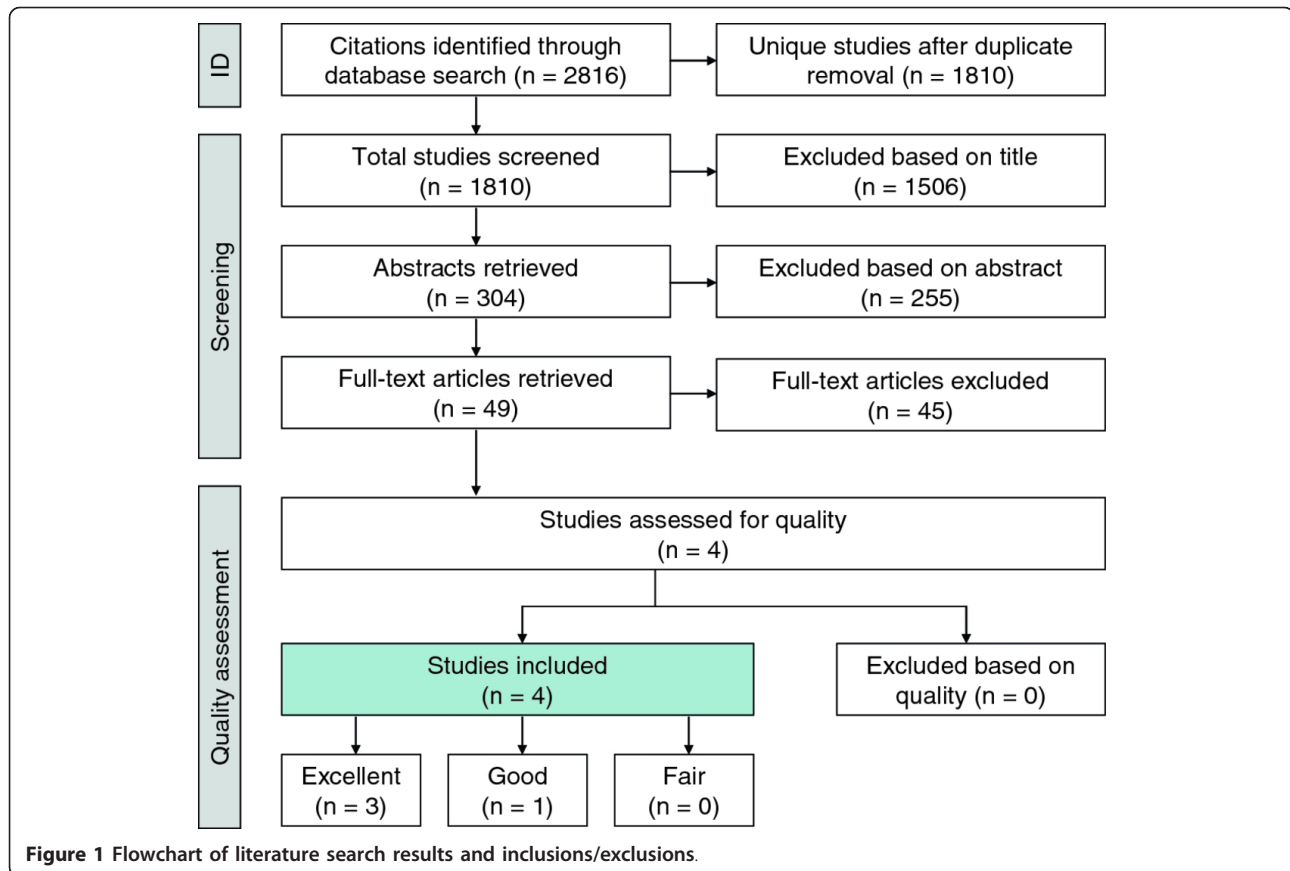 ID
Citations identified through
database search (n = 2816)
Unique studies after duplicate
removal (n = 1810)
Screening
Total studies screened
(n = 1810)
Excluded based on title
(n = 1506)
Abstracts retrieved
(n = 304)
Excluded based on abstract
(n = 255)
Full-text articles retrieved
(n = 49)
Full-text articles excluded
(n = 45)
Quality assessment
Studies assessed for quality
(n = 4)
Studies included
(n = 4)
Excluded based on
quality (n = 0)
Excellent
(n = 3)
Good
(n = 1)
Fair
(n = 0)
Figure 1 Flowchart of literature search results and inclusions/exclusions.